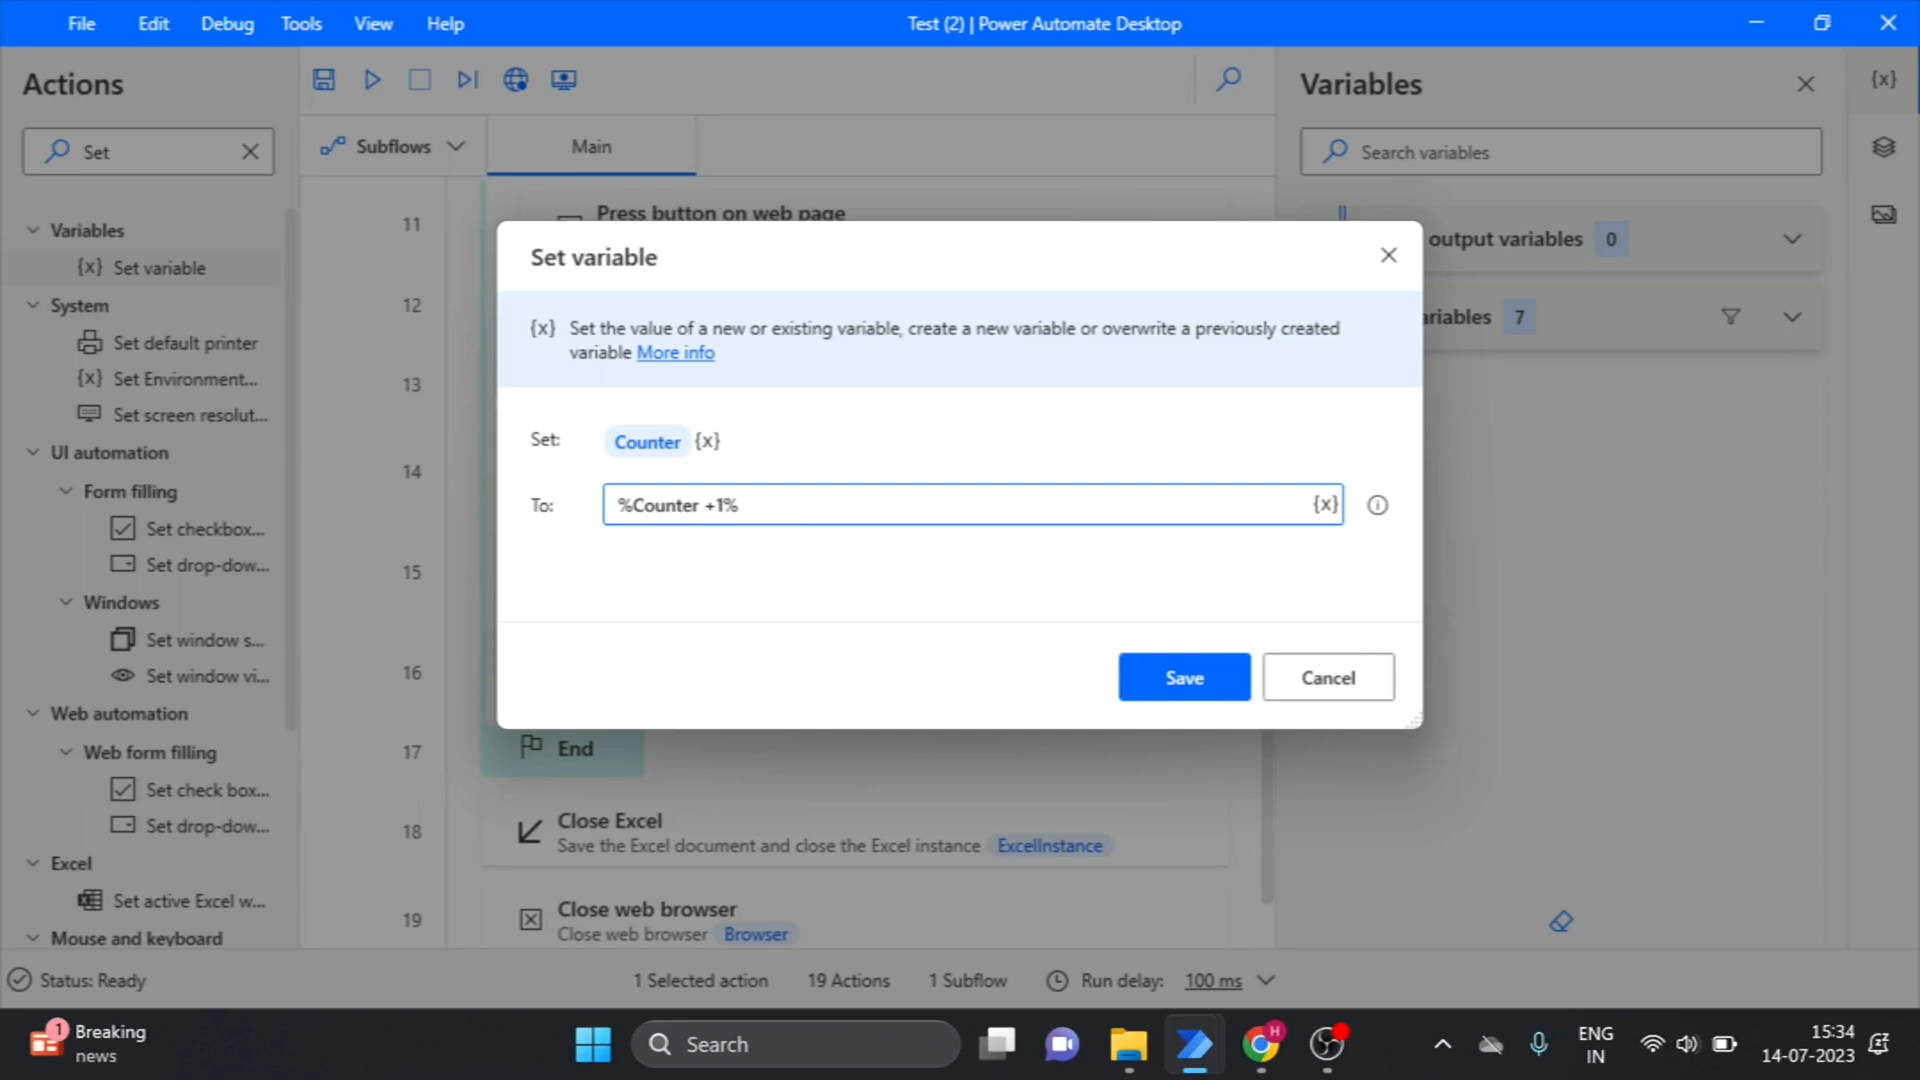 File Edit Debug Tools View Help
Test (2) | Power Automate Desktop
Actions
Set
Variables
{x} Set variable
System
Set default printer
{x} Set Environment...
Set screen resolut...
UI automation
Form filling
Set checkbox...
Set drop-dow...
Windows
Set window s...
Set window vi...
Web automation
Web form filling
Set check box...
Set drop-dow...
Excel
Set active Excel w...
Mouse and keyboard
Subflows
Main
11
Press button on web page
12
13
14
15
16
17
End
18
Close Excel
Save the Excel document and close the Excel instance ExcelInstance
19
Close web browser
Close web browser Browser
Set variable
{x} Set the value of a new or existing variable, create a new variable or overwrite a previously created
variable More info
Set: Counter {x}
To: %Counter +1% {x}
Save Cancel
Variables
{x}
Search variables
output variables 0
riables 7
Status: Ready
1 Selected action 19 Actions 1 Subflow Run delay: 100 ms
1
Breaking
news
Search
H
ENG
IN
15:34
14-07-2023